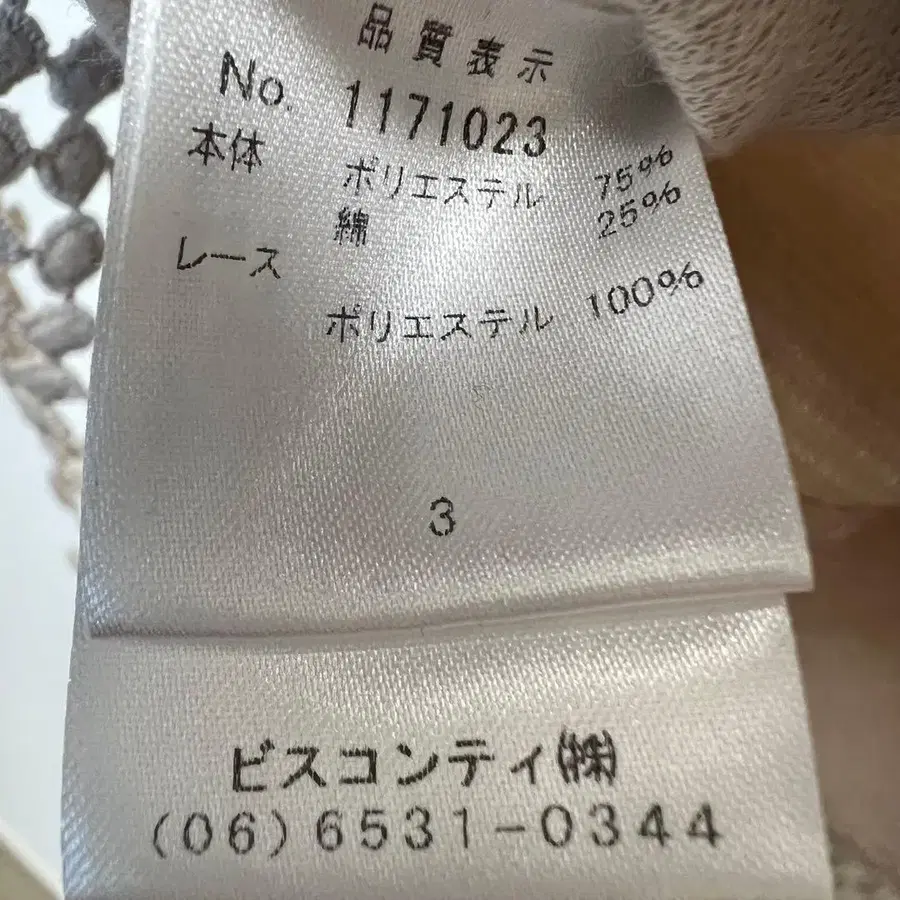 品質表示
No. 1171023
本体 ポリエステル 75%
綿 25%
レース
ポリエステル 100%
3
ビスコンティ㈱
(06)6531-0344